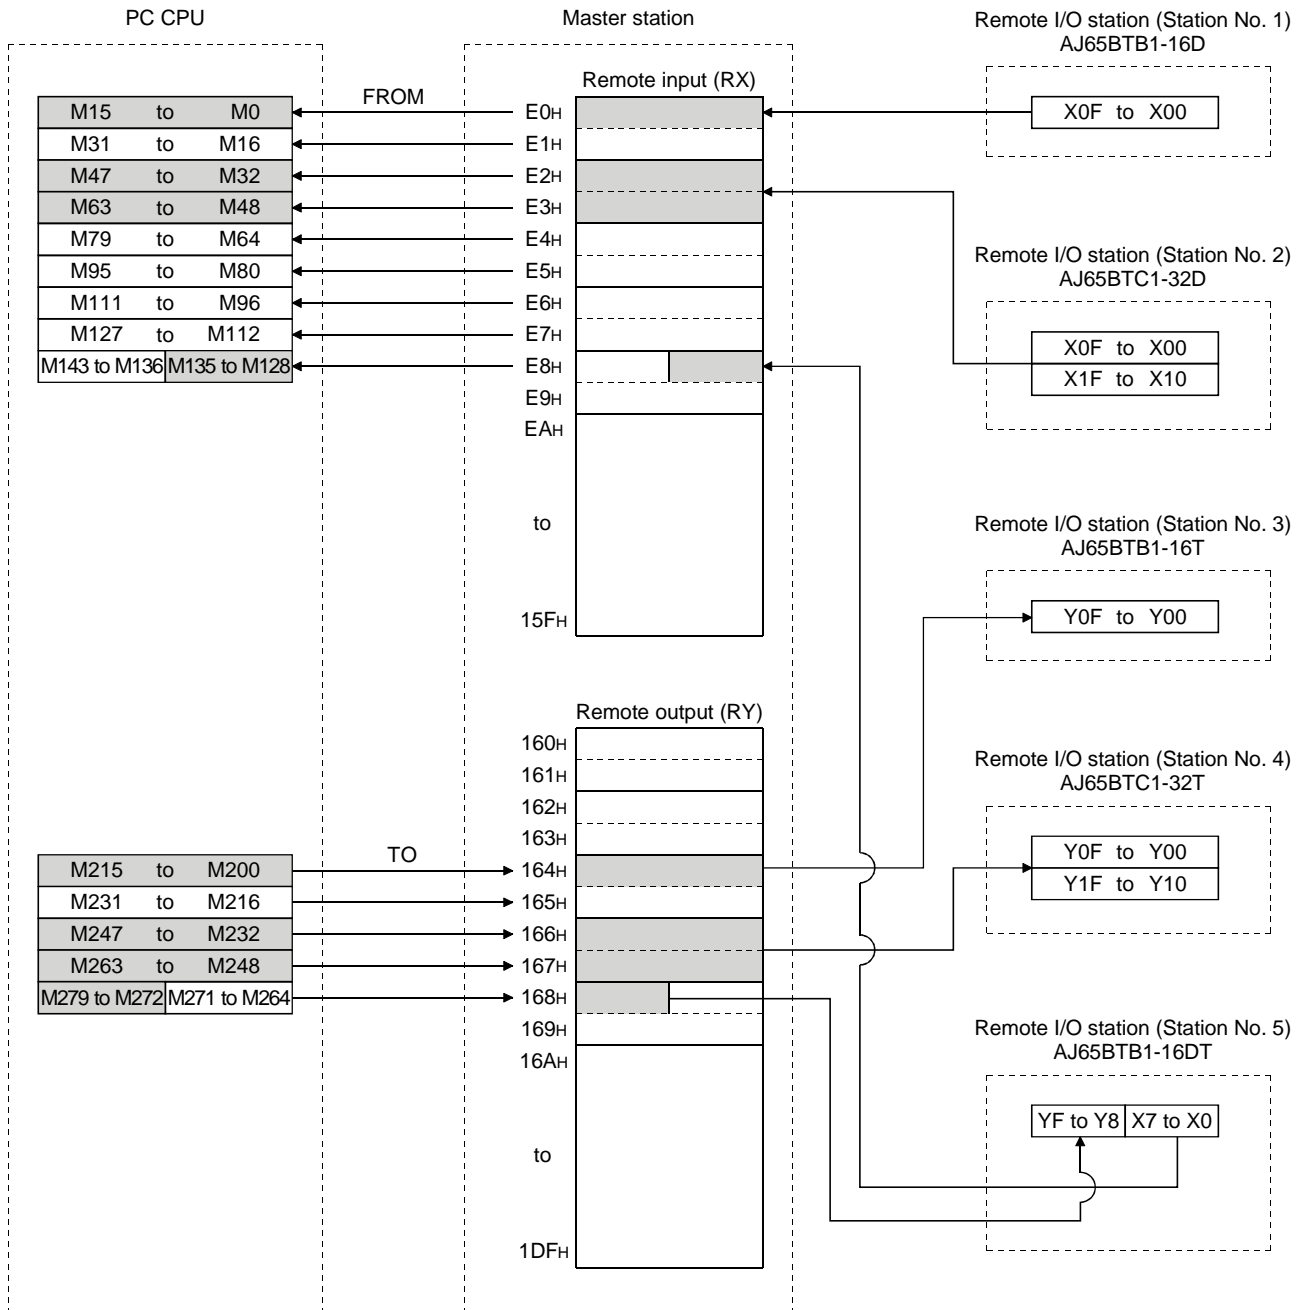 PC CPU
Master station
Remote I/O station (Station No. 1)
AJ65BTB1-16D
Remote input (RX)
FROM
M15 to M0
E0H
X0F to X00
M31 to M16
E1H
M47 to M32
E2H
M63 to M48
E3H
M79 to M64
E4H
M95 to M80
E5H
M111 to M96
E6H
M127 to M112
E7H
M143 to M136 M135 to M128
E8H
E9H
EAH
to
15FH
Remote I/O station (Station No. 2)
AJ65BTC1-32D
X0F to X00
X1F to X10
Remote I/O station (Station No. 3)
AJ65BTB1-16T
Y0F to Y00
Remote output (RY)
160H
161H
162H
163H
TO
M215 to M200
164H
M231 to M216
165H
M247 to M232
166H
M263 to M248
167H
M279 to M272 M271 to M264
168H
169H
16AH
to
1DFH
Remote I/O station (Station No. 4)
AJ65BTC1-32T
Y0F to Y00
Y1F to Y10
Remote I/O station (Station No. 5)
AJ65BTB1-16DT
YF to Y8 X7 to X0